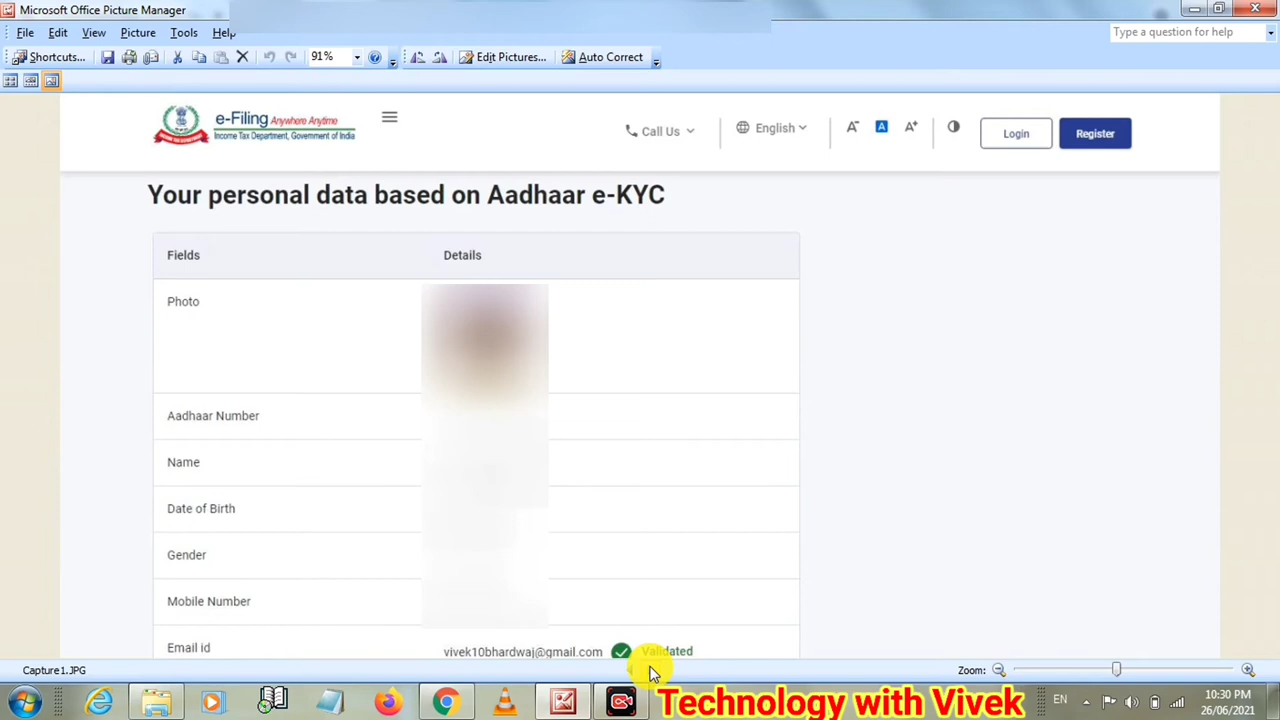 Microsoft Office Picture Manager
File Edit View Picture Tools Help
Type a question for help
Shortcuts... 91% Edit Pictures... Auto Correct
e-Filing Anywhere Anytime
Income Tax Department, Government of India
Call Us English A- A A+ Login Register
Your personal data based on Aadhaar e-KYC
Fields Details
Photo
Aadhaar Number
Name
Date of Birth
Gender
Mobile Number
Email id vivek10bhardwaj@gmail.com Validated
Capture1.JPG Zoom:
Technology with Vivek
EN
10:30 PM
26/06/2021